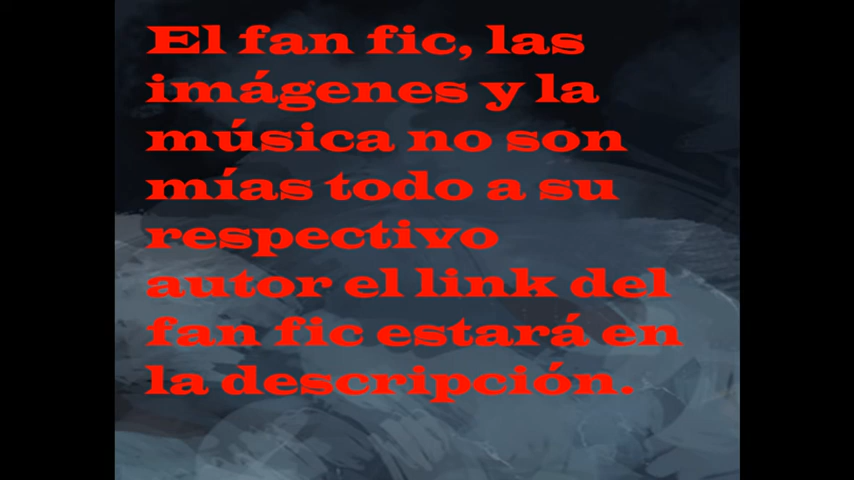 El fan fic, las
imágenes y la
música no son
mías todo a su
respectivo
autor el link del
fan fic estará en
la descripción.